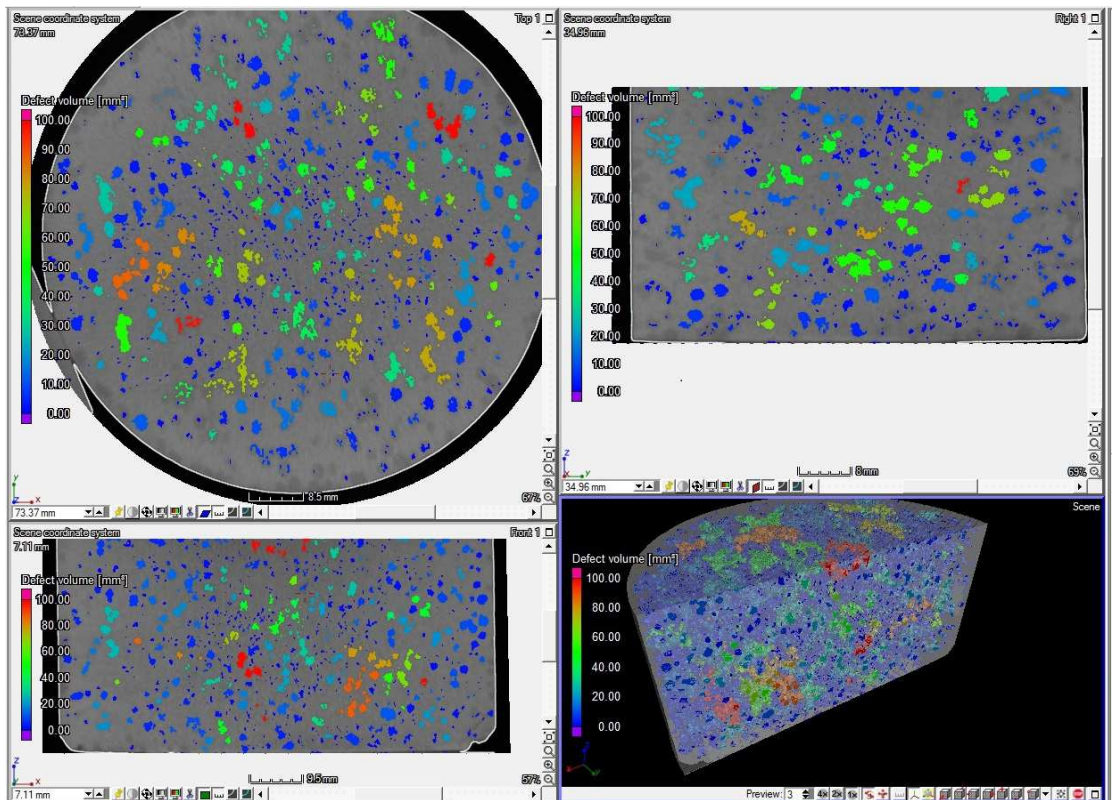 Scene coordinate system
73.37 mm
Top 1
Defect volume [mm³]
100.00
90.00
80.00
70.00
60.00
50.00
40.00
30.00
20.00
10.00
0.00
y
z
x
8.5 mm
67%
73.37 mm
Scene coordinate system
34.96 mm
Right 1
Defect volume [mm³]
100.00
90.00
80.00
70.00
60.00
50.00
40.00
30.00
20.00
10.00
0.00
z
x
y
8 mm
69%
34.96 mm
Scene coordinate system
7.11 mm
Front 1
Defect volume [mm³]
100.00
80.00
60.00
40.00
20.00
0.00
z
x
9.5 mm
57%
7.11 mm
Scene
Defect volume [mm³]
100.00
80.00
60.00
40.00
20.00
0.00
Preview: 3
4x 2x 1x